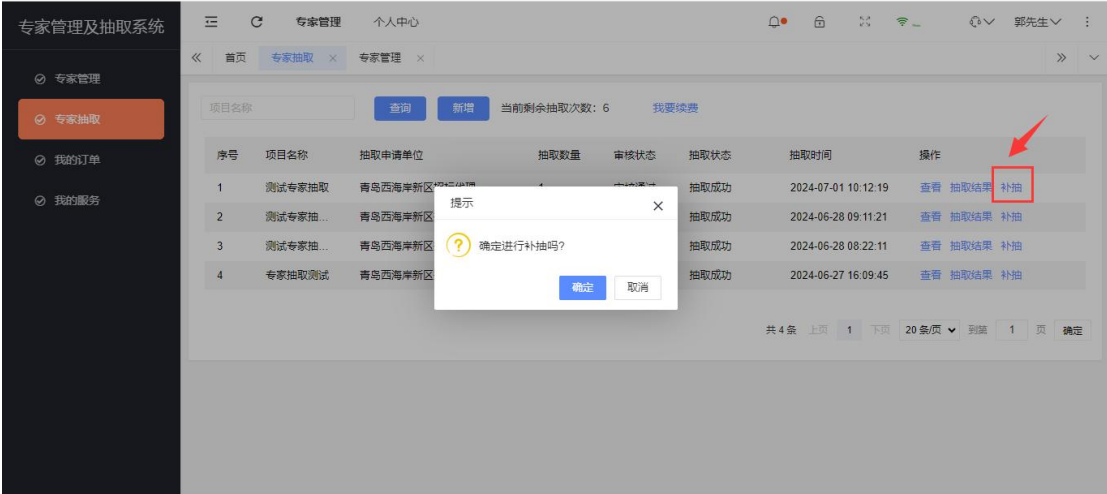 专家管理及抽取系统
专家管理
专家抽取
我的订单
我的服务
专家管理 个人中心 郭先生
首页 专家抽取 × 专家管理 ×
项目名称 查询 新增 当前剩余抽取次数：6 我要续费
序号 项目名称 抽取申请单位 抽取数量 审核状态 抽取状态 抽取时间 操作
1 测试专家抽取 青岛西海岸新区招标代理 1 审核通过 抽取成功 2024-07-01 10:12:19 查看 抽取结果 补抽
2 测试专家抽... 青岛西海岸新区 抽取成功 2024-06-28 09:11:21 查看 抽取结果 补抽
3 测试专家抽... 青岛西海岸新区 抽取成功 2024-06-28 08:22:11 查看 抽取结果 补抽
4 专家抽取测试 青岛西海岸新区 抽取成功 2024-06-27 16:09:45 查看 抽取结果 补抽
提示
确定进行补抽吗?
确定 取消
共 4 条 上页 1 下页 20 条/页 到第 1 页 确定